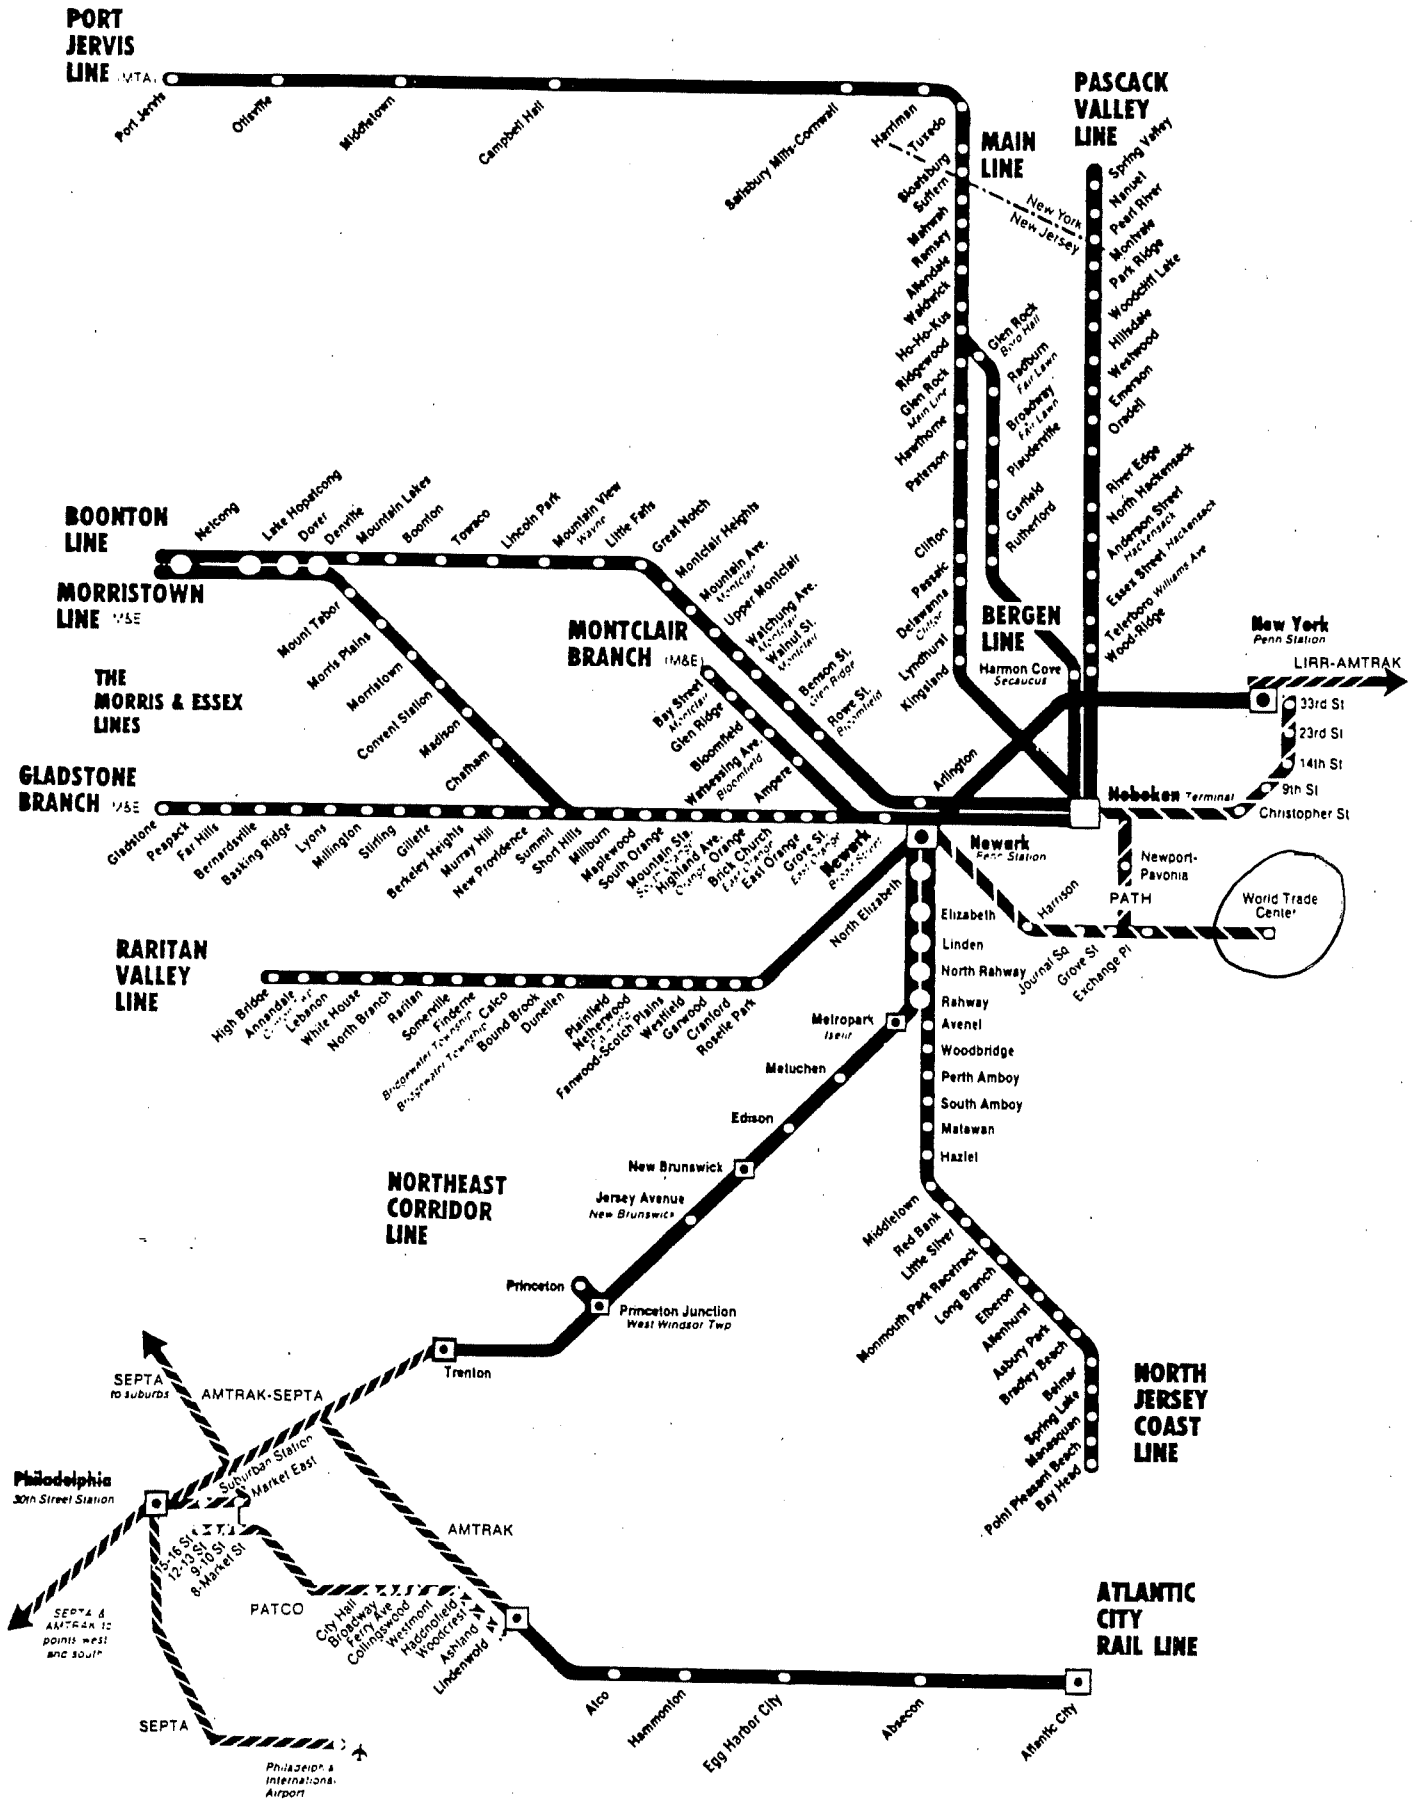 PORT
JERVIS
LINE (MTA)
Port Jervis
Otisville
Middletown
Campbell Hall
Salisbury Mills-Cornwall
Harriman
Tuxedo
Sloatsburg
Suffern
Mahwah
Ramsey
Allendale
Waldwick
Ho-Ho-Kus
Ridgewood
Glen Rock
Main Line
Hawthorne
Paterson
Clifton
Passaic
Delawanna
Clifton
Lyndhurst
Kingsland
MAIN
LINE
New York
New Jersey
PASCACK
VALLEY
LINE
Spring Valley
Nanuet
Pearl River
Montvale
Park Ridge
Woodcliff Lake
Hillsdale
Westwood
Emerson
Oradell
River Edge
North Hackensack
Anderson Street
Hackensack
Essex Street Hackensack
Teterboro Williams Ave
Wood-Ridge
Glen Rock
Boro Hall
Radburn
Fair Lawn
Broadway
Fair Lawn
Plauderville
Garfield
Rutherford
BERGEN
LINE
Harmon Cove
Secaucus
BOONTON
LINE
Netcong
Lake Hopatcong
Dover
Denville
Mountain Lakes
Boonton
Towaco
Lincoln Park
Mountain View
Wayne
Little Falls
Great Notch
Montclair Heights
Mountain Ave.
Montclair
Upper Montclair
Watchung Ave.
Montclair
Walnut St.
Montclair
Benson St.
Glen Ridge
Rowe St.
Bloomfield
Arlington
MORRISTOWN
LINE M&E
Mount Tabor
Morris Plains
Morristown
Convent Station
Madison
Chatham
THE
MORRIS & ESSEX
LINES
MONTCLAIR
BRANCH (M&E)
Bay Street
Montclair
Glen Ridge
Bloomfield
Watsessing Ave.
Bloomfield
Ampere
GLADSTONE
BRANCH M&E
Gladstone
Peapack
Far Hills
Bernardsville
Basking Ridge
Lyons
Millington
Stirling
Gillette
Berkeley Heights
Murray Hill
New Providence
Summit
Short Hills
Millburn
Maplewood
South Orange
Mountain Sta.
South Orange
Highland Ave.
Orange
Orange
Brick Church
East Orange
East Orange
Grove St.
East Orange
Newark
Broad Street
New York
Penn Station
LIRR-AMTRAK
33rd St
23rd St
14th St
9th St
Christopher St
Hoboken Terminal
Newport-
Pavonia
PATH
World Trade
Center
Newark
Penn Station
Harrison
Journal Sq
Grove St
Exchange Pl
RARITAN
VALLEY
LINE
High Bridge
Annandale
Lebanon
White House
North Branch
Raritan
Somerville
Finderne
Bridgewater Township
Calco
Bridgewater Township
Bound Brook
Dunellen
Plainfield
Netherwood
Fanwood-Scotch Plains
Westfield
Garwood
Cranford
Roselle Park
North Elizabeth
Elizabeth
Linden
North Rahway
Rahway
Avenel
Woodbridge
Perth Amboy
South Amboy
Matawan
Hazlet
Middletown
Red Bank
Little Silver
Monmouth Park Racetrack
Long Branch
Elberon
Allenhurst
Asbury Park
Bradley Beach
Belmar
Spring Lake
Manasquan
Point Pleasant Beach
Bay Head
NORTH
JERSEY
COAST
LINE
Metropark
Iselin
Metuchen
Edison
New Brunswick
Jersey Avenue
New Brunswick
NORTHEAST
CORRIDOR
LINE
Princeton
Princeton Junction
West Windsor Twp
Trenton
SEPTA
to suburbs
AMTRAK-SEPTA
Philadelphia
30th Street Station
Suburban Station
Market East
15-16 St
12-13 St
9-10 St
8-Market St
AMTRAK
PATCO
City Hall
Broadway
Ferry Ave
Collingswood
Westmont
Haddonfield
Woodcrest
Ashland
Lindenwold
SEPTA &
AMTRAK to
points west
and south
SEPTA
Philadelphia
International
Airport
ATLANTIC
CITY
RAIL LINE
Atco
Hammonton
Egg Harbor City
Absecon
Atlantic City